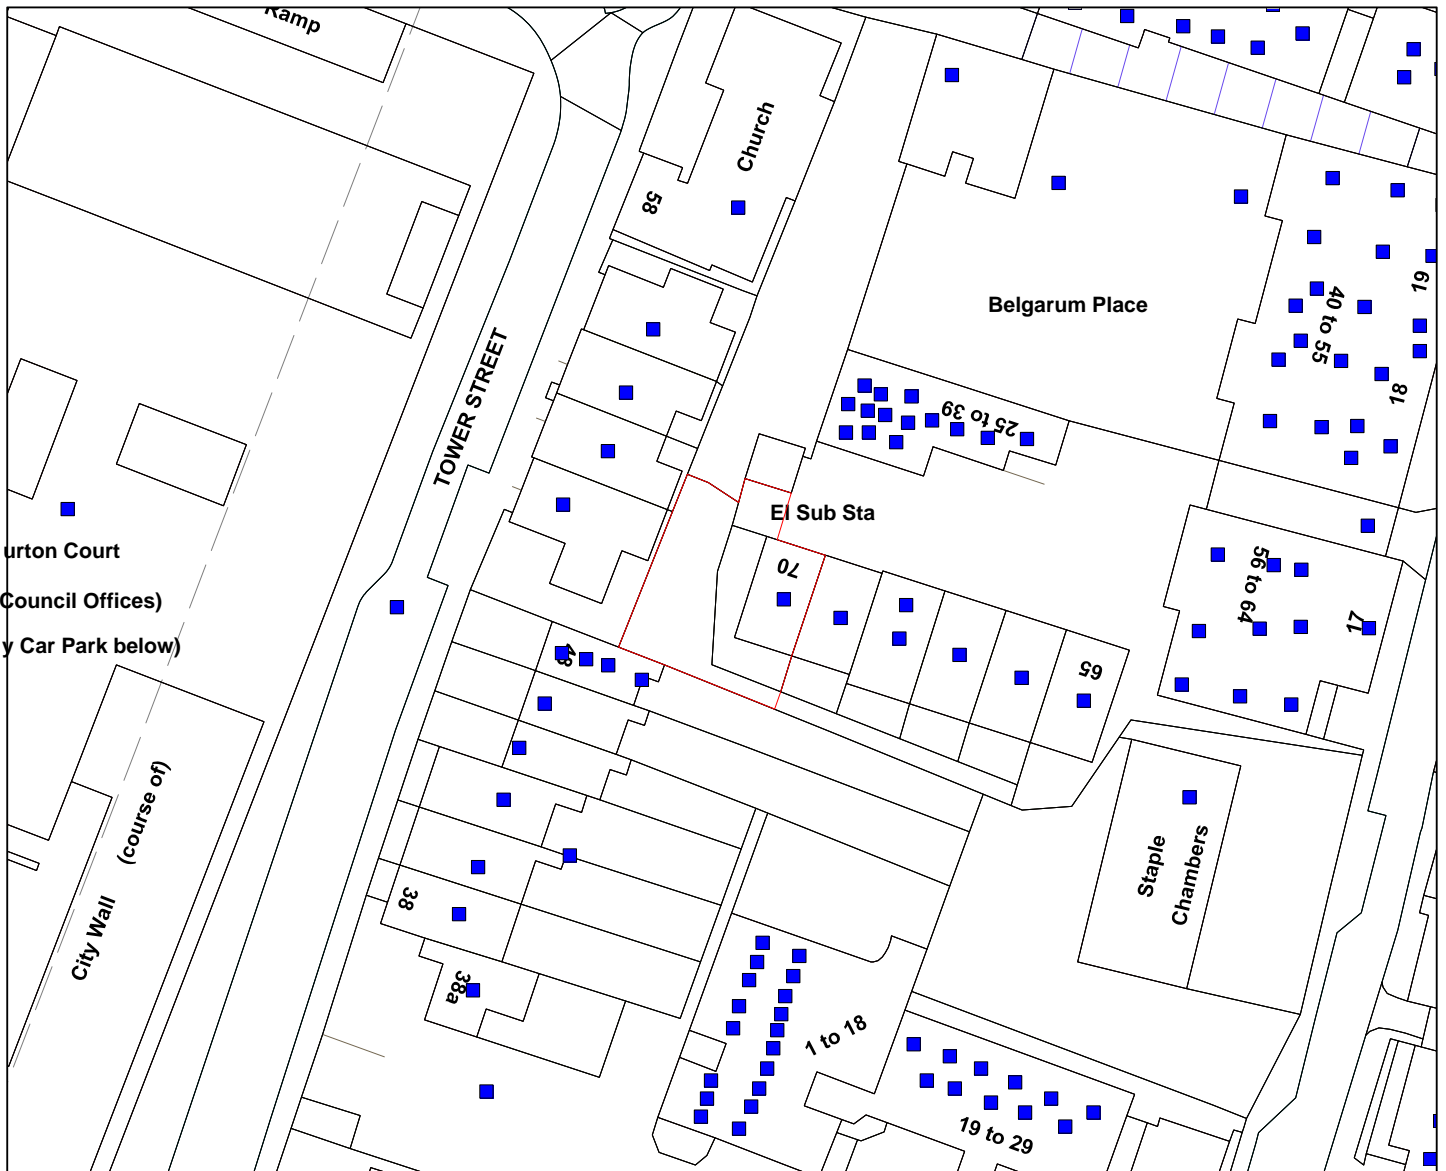 Ramp
Church
58
TOWER STREET
Belgarum Place
61
40 to 55
18
25 to 39
El Sub Sta
70
56 to 64
17
urton Court
Council Offices)
y Car Park below)
48
65
City Wall
(course of)
Staple
Chambers
38
38a
1 to 18
19 to 29